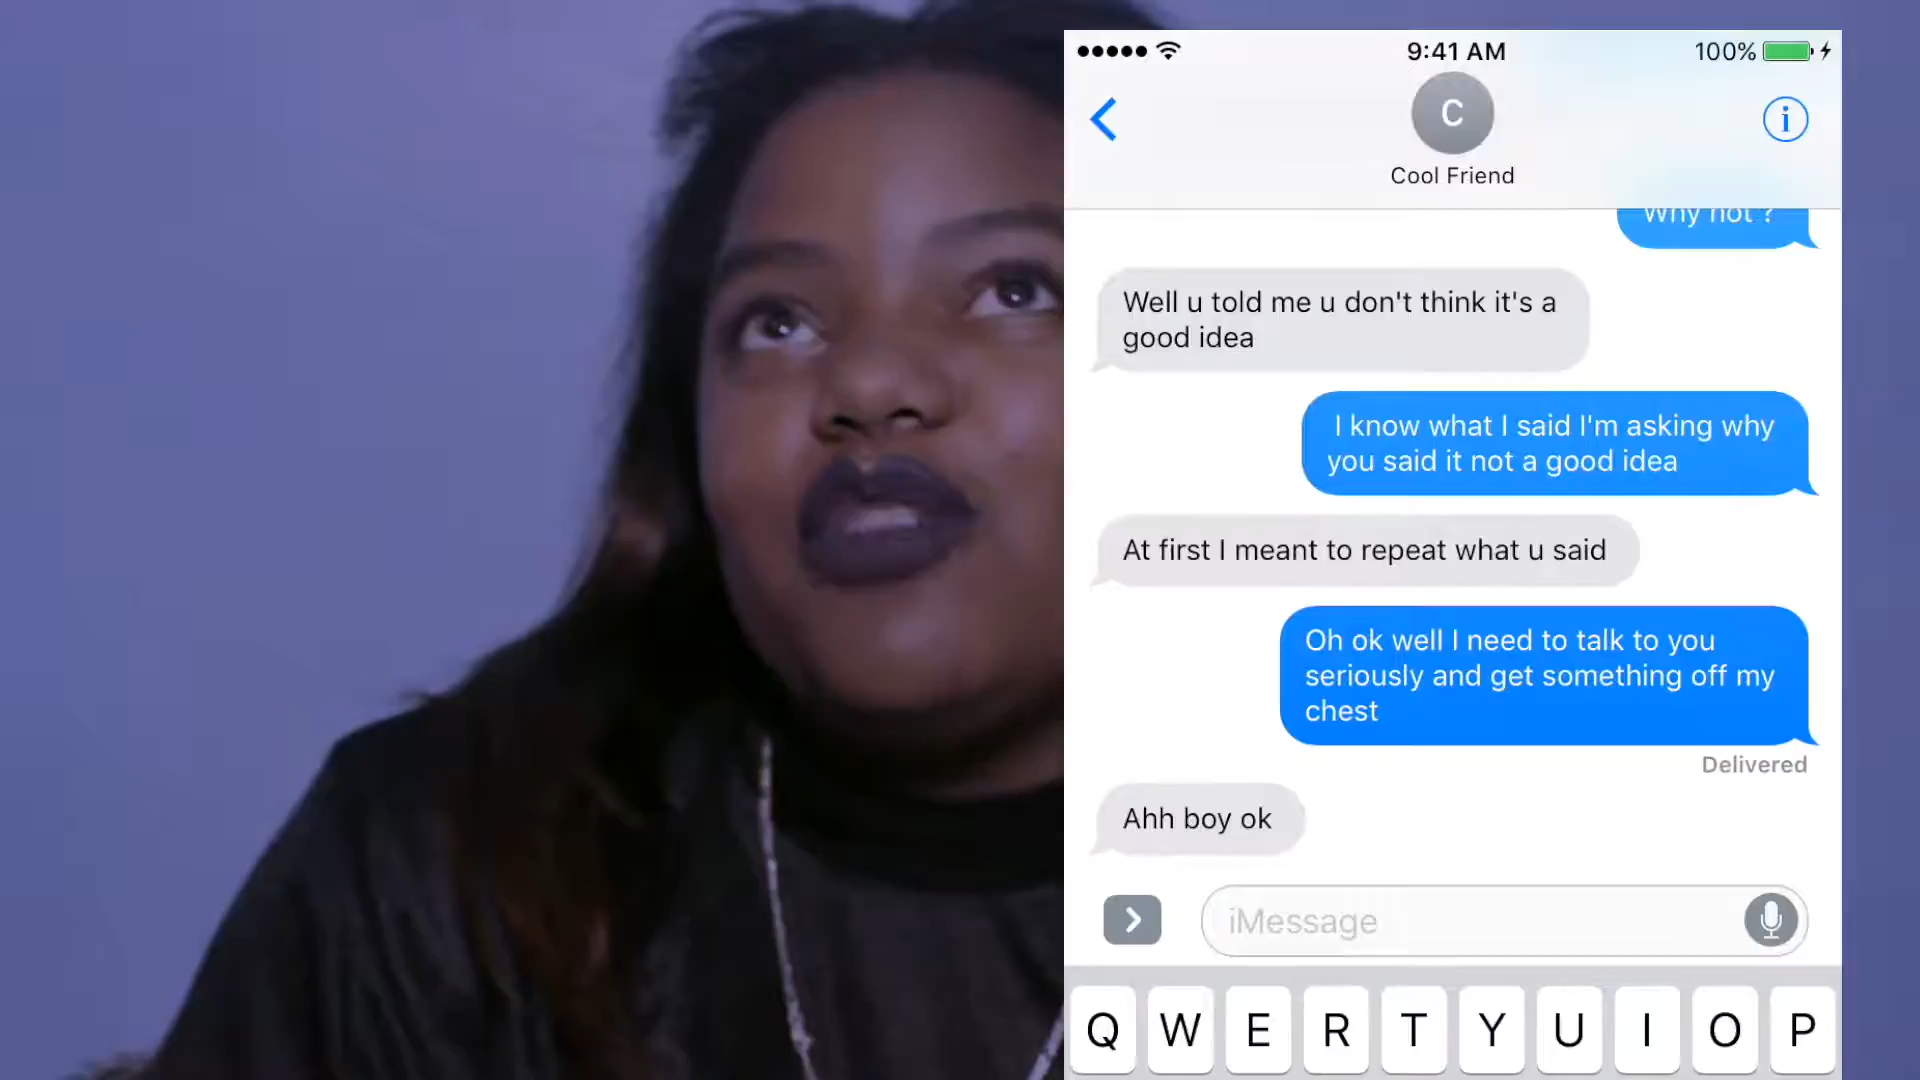 9:41 AM
100%
C
Cool Friend
Why not ?
Well u told me u don't think it's a
good idea
I know what I said I'm asking why
you said it not a good idea
At first I meant to repeat what u said
Oh ok well I need to talk to you
seriously and get something off my
chest
Delivered
Ahh boy ok
iMessage
Q W E R T Y U I O P